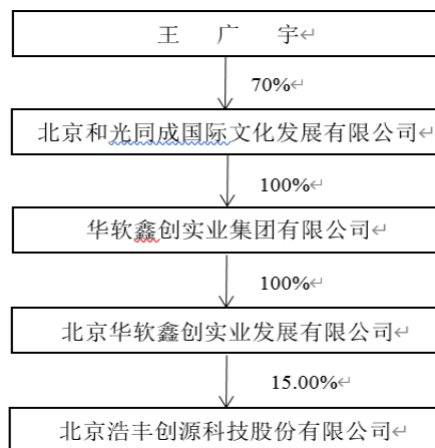 王 广 宇↵
70%↵
北京和光同成国际文化发展有限公司↵
100%↵
华软鑫创实业集团有限公司↵
100%↵
北京华软鑫创实业发展有限公司↵
15.00%↵
北京浩丰创源科技股份有限公司↵